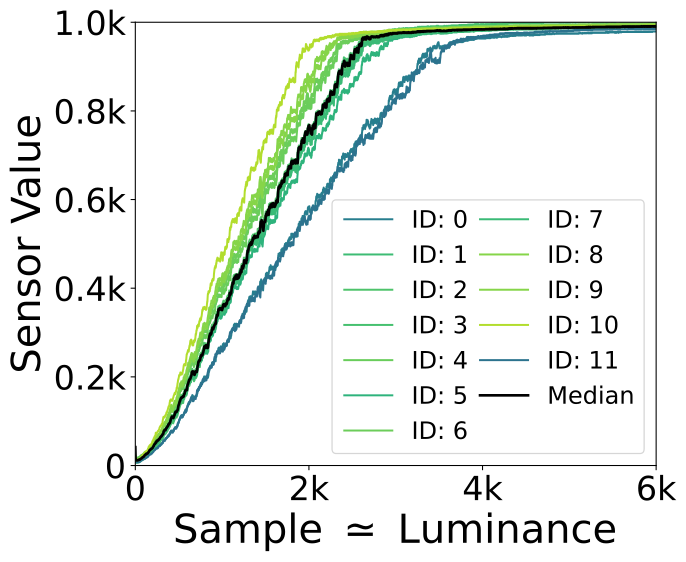 1.0k
0.8k
0.6k
0.4k
0.2k
0
Sensor Value
ID: 0
ID: 1
ID: 2
ID: 3
ID: 4
ID: 5
ID: 6
ID: 7
ID: 8
ID: 9
ID: 10
ID: 11
Median
0 2k 4k 6k
Sample ≃ Luminance